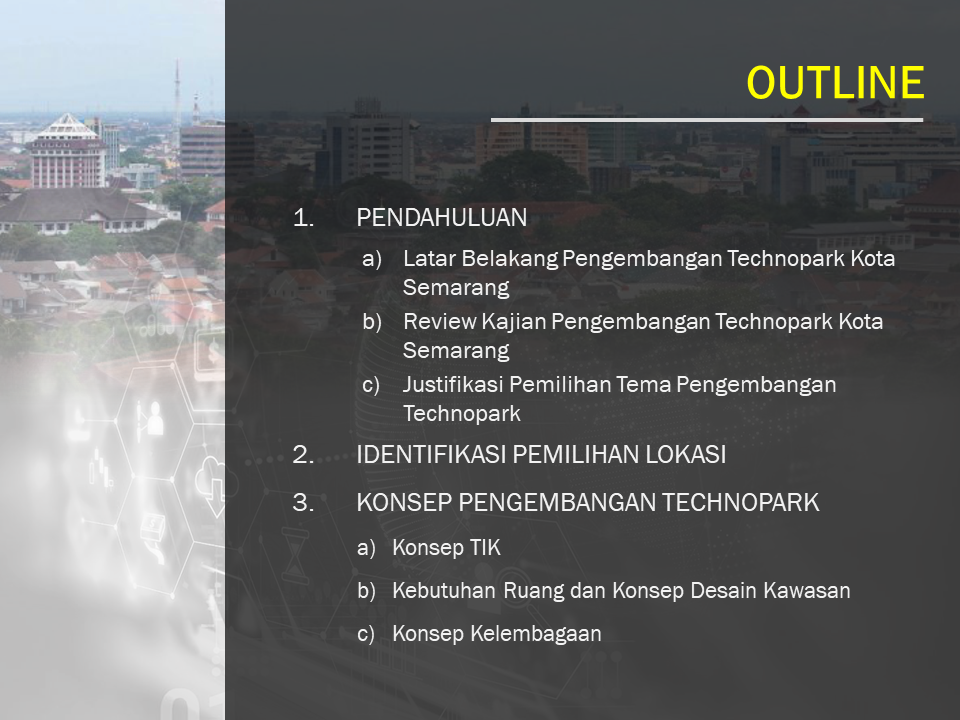 OUTLINE
1. PENDAHULUAN
a) Latar Belakang Pengembangan Technopark Kota
Semarang
b) Review Kajian Pengembangan Technopark Kota
Semarang
c) Justifikasi Pemilihan Tema Pengembangan
Technopark
2. IDENTIFIKASI PEMILIHAN LOKASI
3. KONSEP PENGEMBANGAN TECHNOPARK
a) Konsep TIK
b) Kebutuhan Ruang dan Konsep Desain Kawasan
c) Konsep Kelembagaan